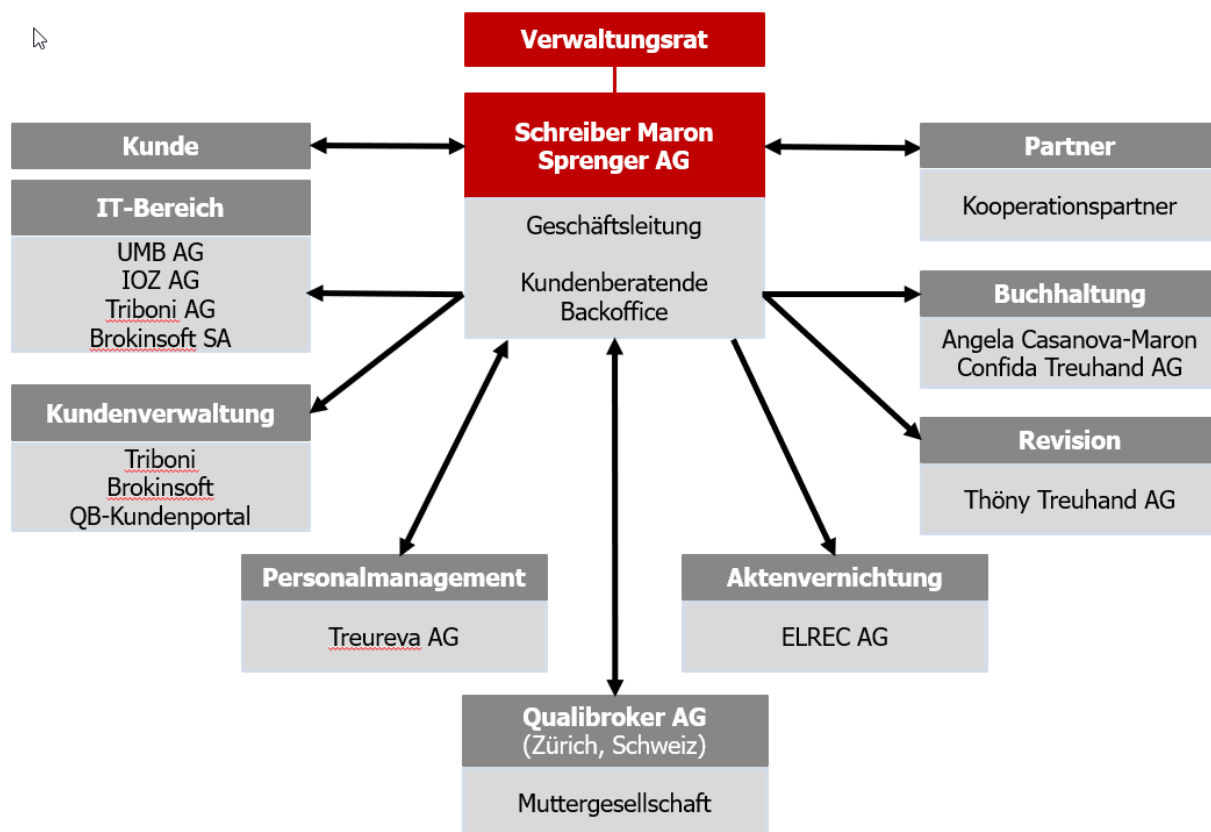 Verwaltungsrat
Schreiber Maron
Sprenger AG
Geschäftsleitung
Kundenberatende
Backoffice
Kunde
IT-Bereich
UMB AG
IOZ AG
Triboni AG
Brokinsoft SA
Kundenverwaltung
Triboni
Brokinsoft
QB-Kundenportal
Partner
Kooperationspartner
Buchhaltung
Angela Casanova-Maron
Confida Treuhand AG
Revision
Thöny Treuhand AG
Personalmanagement
Treureva AG
Aktenvernichtung
ELREC AG
Qualibroker AG
(Zürich, Schweiz)
Muttergesellschaft